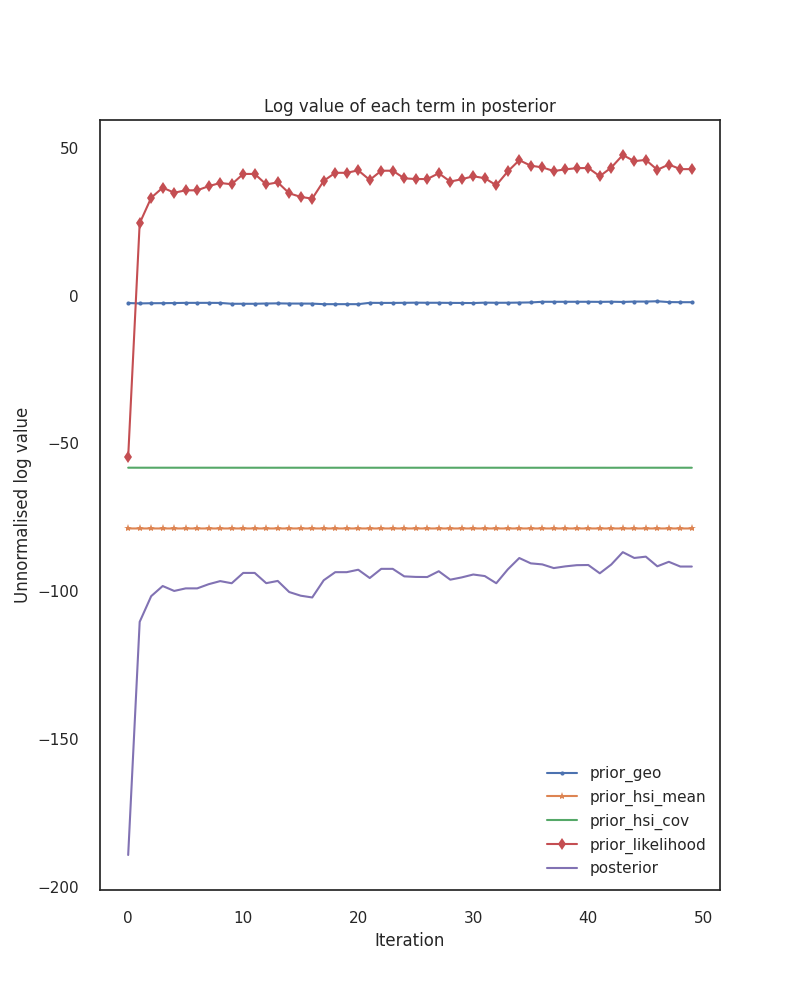 Log value of each term in posterior
Unnormalised log value
50
0
−50
−100
−150
−200
prior_geo
prior_hsi_mean
prior_hsi_cov
prior_likelihood
posterior
0 10 20 30 40 50
Iteration